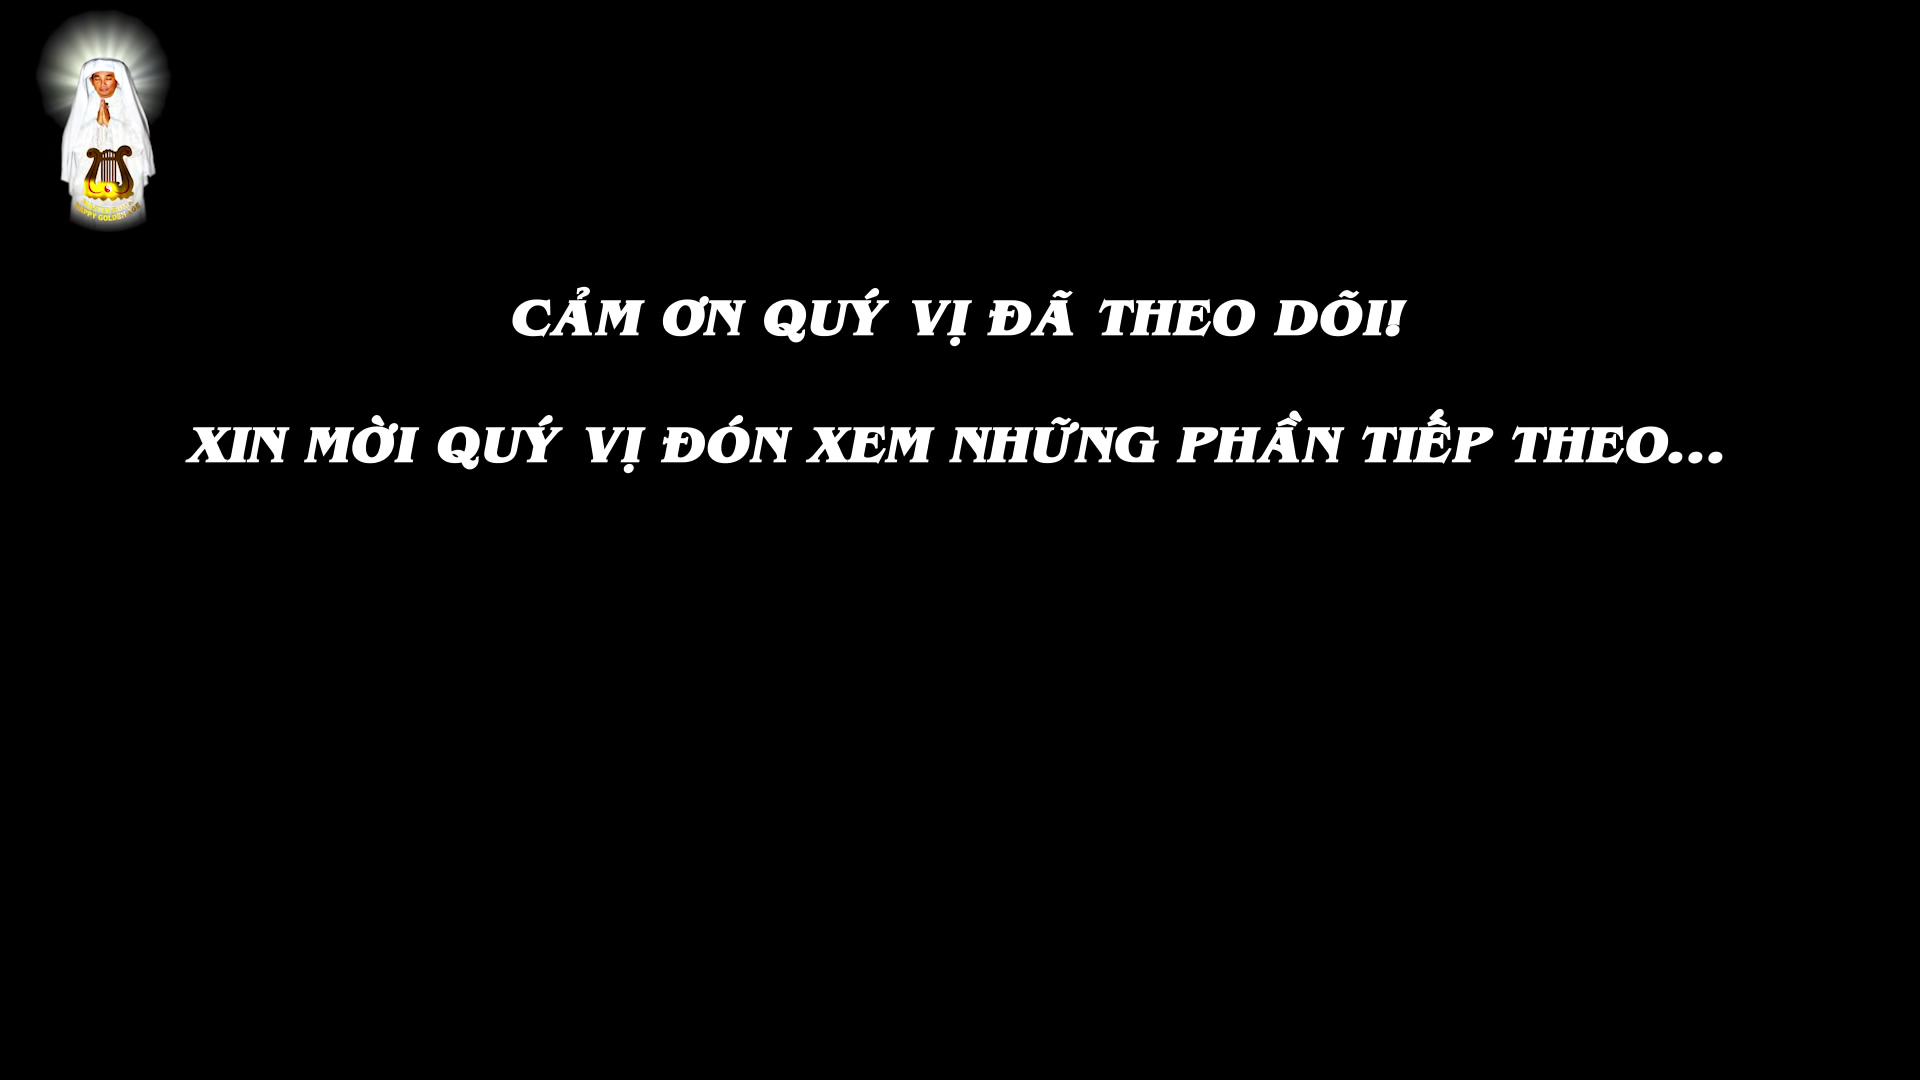 CẢM ƠN QUÝ VỊ ĐÃ THEO DÕI!
XIN MỜI QUÝ VỊ ĐÓN XEM NHỮNG PHẦN TIẾP THEO...